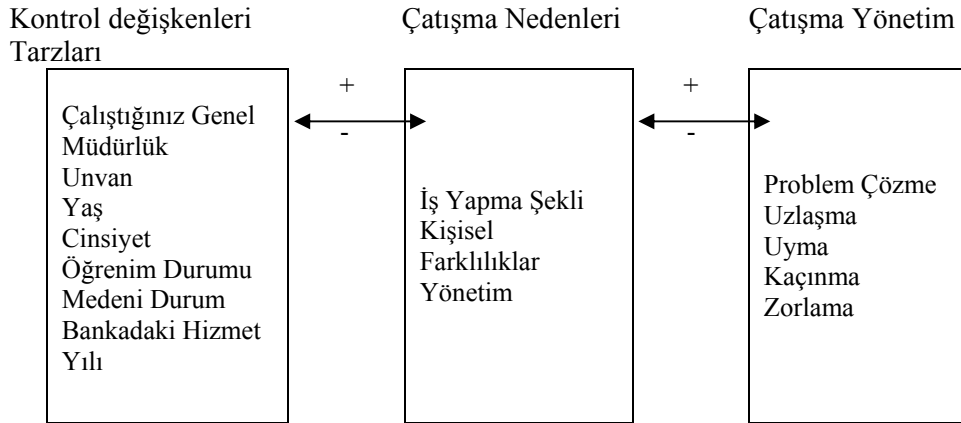 Kontrol değişkenleri Çatışma Nedenleri Çatışma Yönetim
Tarzları
Çalıştığınız Genel
Müdürlük
Unvan
Yaş
Cinsiyet
Öğrenim Durumu
Medeni Durum
Bankadaki Hizmet
Yılı
+
-
İş Yapma Şekli
Kişisel
Farklılıklar
Yönetim
+
-
Problem Çözme
Uzlaşma
Uyma
Kaçınma
Zorlama